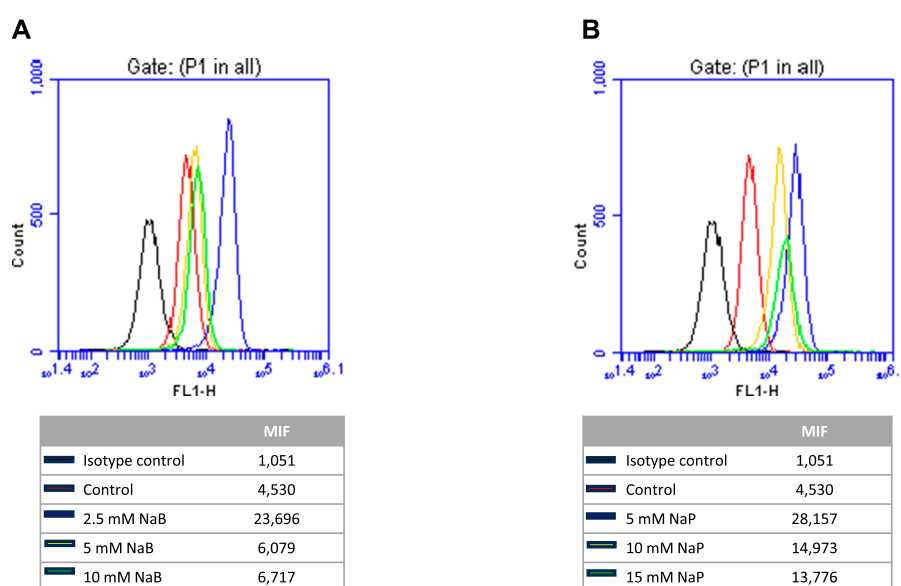 A
B
Gate: (P1 in all)
Gate: (P1 in all)
1,000
500
0
Count
10^1.4 10^2 10^3 10^4 10^5 10^6.1
FL1-H
1,000
500
0
Count
10^1.4 10^2 10^3 10^4 10^5 10^6.
FL1-H
MIF
Isotype control 1,051
Control 4,530
2.5 mM NaB 23,696
5 mM NaB 6,079
10 mM NaB 6,717
MIF
Isotype control 1,051
Control 4,530
5 mM NaP 28,157
10 mM NaP 14,973
15 mM NaP 13,776